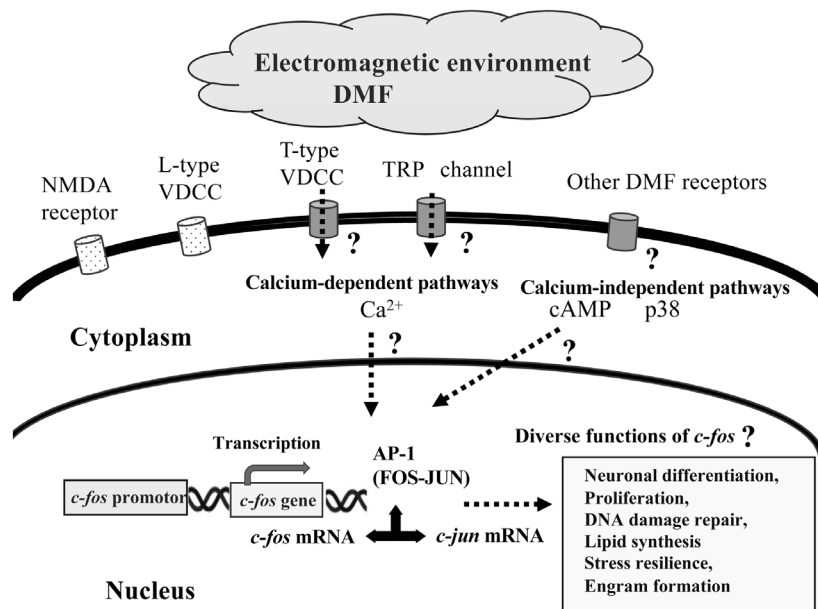 Electromagnetic environment
DMF
NMDA
receptor
L-type
VDCC
T-type
VDCC
TRP channel
Other DMF receptors
?
?
?
Calcium-dependent pathways
Ca²⁺
Calcium-independent pathways
cAMP p38
Cytoplasm
?
?
Diverse functions of c-fos ?
Transcription
AP-1
(FOS-JUN)
c-fos promotor
c-fos gene
c-fos mRNA
c-jun mRNA
Neuronal differentiation,
Proliferation,
DNA damage repair,
Lipid synthesis
Stress resilience,
Engram formation
Nucleus